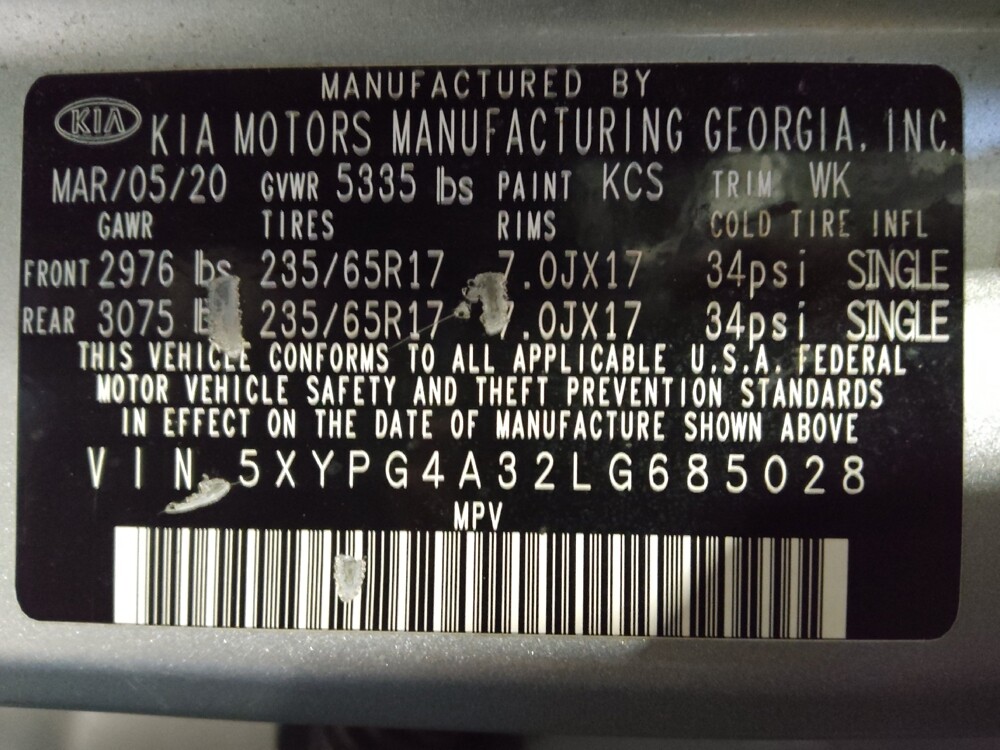 MANUFACTURED BY
KIA KIA MOTORS MANUFACTURING GEORGIA, INC.
MAR/05/20 GVWR 5335 lbs PAINT KCS TRIM WK
GAWR TIRES RIMS COLD TIRE INFL
FRONT 2976 lbs 235/65R17 7.0JX17 34psi SINGLE
REAR 3075 235/65R17 7.0JX17 34psi SINGLE
THIS VEHICLE CONFORMS TO ALL APPLICABLE U.S.A. FEDERAL
MOTOR VEHICLE SAFETY AND THEFT PREVENTION STANDARDS
IN EFFECT ON THE DATE OF MANUFACTURE SHOWN ABOVE
VIN 5XYPG4A32LG685028
MPV